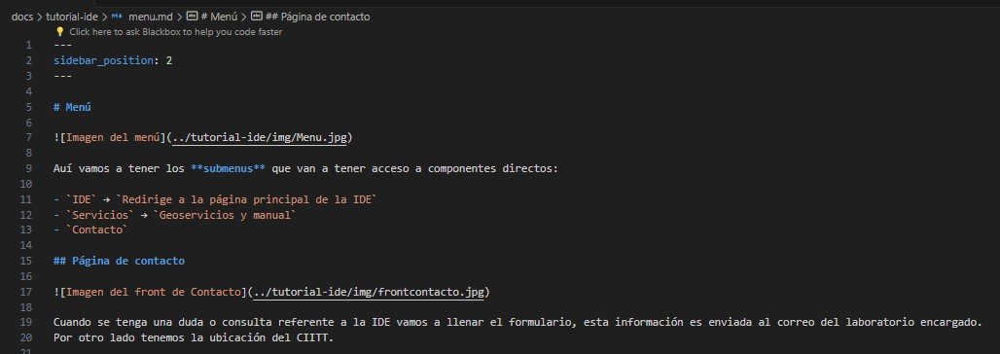 docs > tutorial-ide > menu.md > # Menú > ## Página de contacto
Click here to ask Blackbox to help you code faster
1 ---
2 sidebar_position: 2
3 ---
4
5 # Menú
6
7 ![Imagen del menú](../tutorial-ide/img/Menu.jpg)
8
9 Auí vamos a tener los **submenus** que van a tener acceso a componentes directos:
10
11 - `IDE` → `Redirige a la página principal de la IDE`
12 - `Servicios` → `Geoservicios y manual`
13 - `Contacto`
14
15 ## Página de contacto
16
17 ![Imagen del front de Contacto](../tutorial-ide/img/frontcontacto.jpg)
18
19 Cuando se tenga una duda o consulta referente a la IDE vamos a llenar el formulario, esta información es enviada al correo del laboratorio encargado.
20 Por otro lado tenemos la ubicación del CIITT.
21